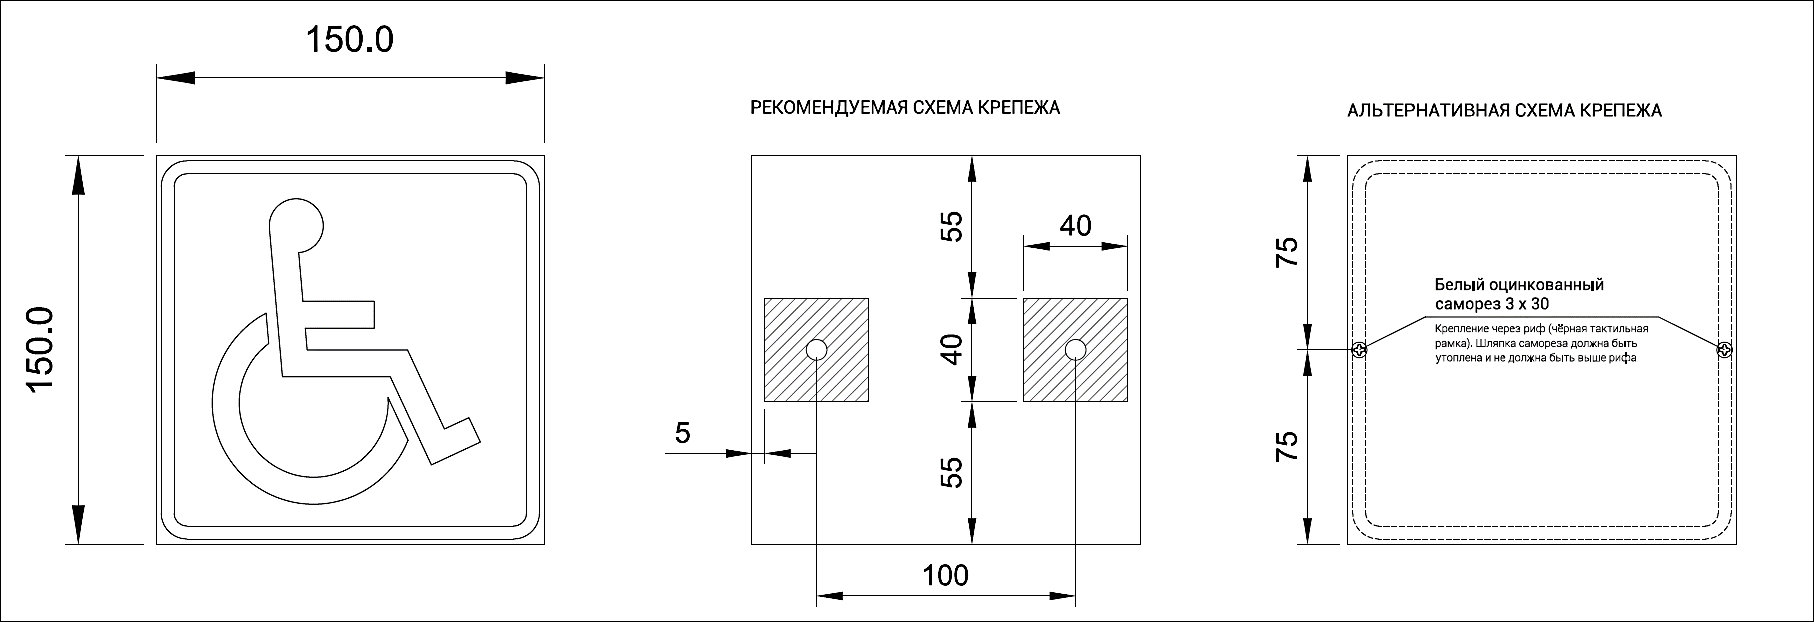 150.0
150.0
РЕКОМЕНДУЕМАЯ СХЕМА КРЕПЕЖА
55
40
40
5
55
100
АЛЬТЕРНАТИВНАЯ СХЕМА КРЕПЕЖА
75
Белый оцинкованный
саморез 3 x 30
Крепление через риф (чёрная тактильная
рамка). Шляпка самореза должна быть
утоплена и не должна быть выше рифа
75